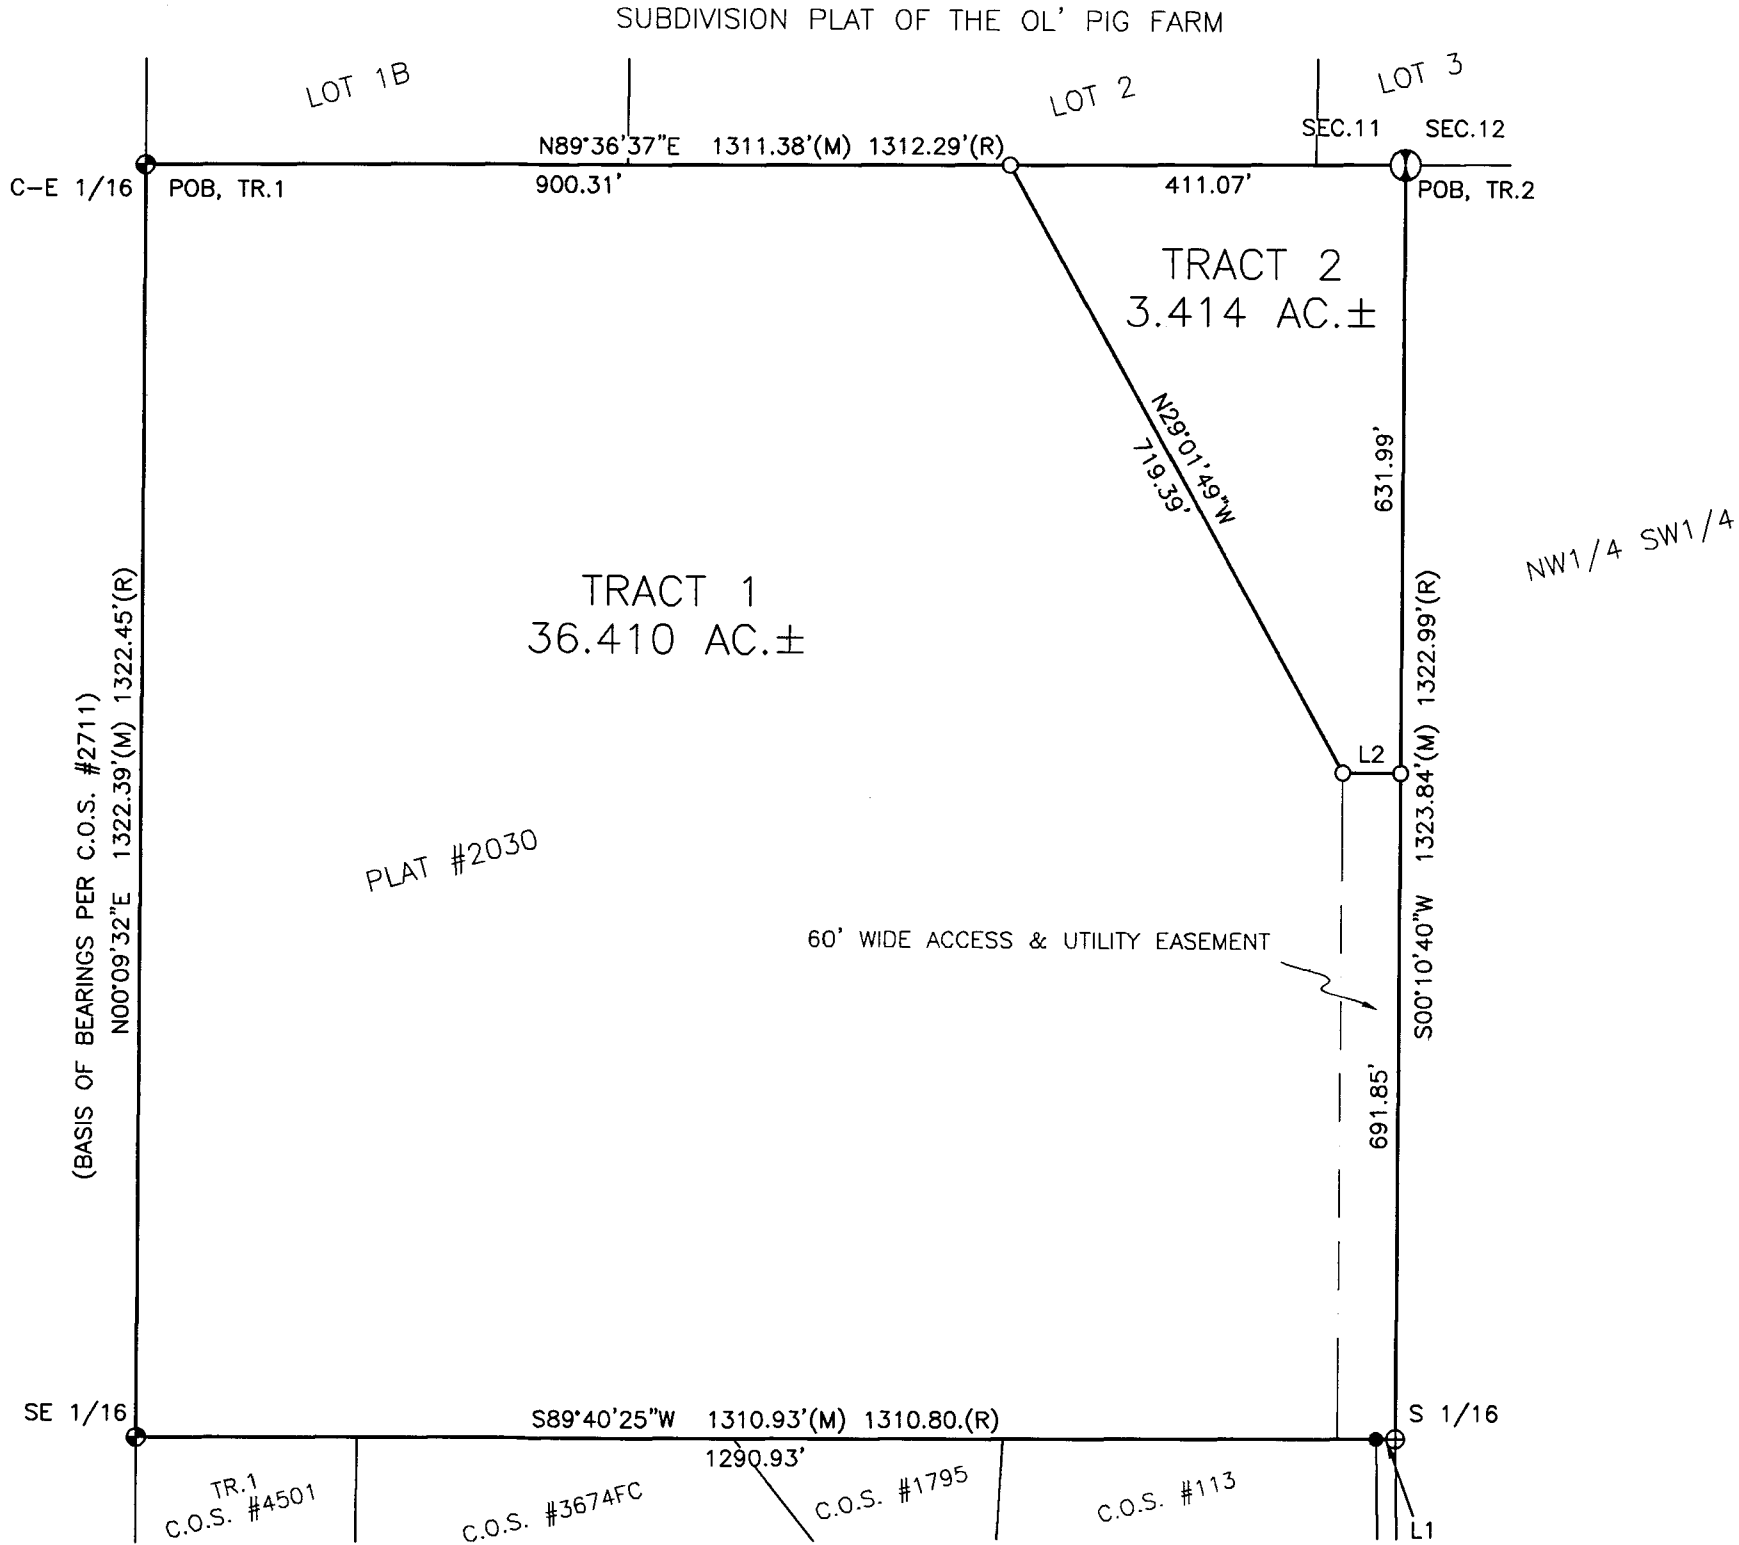 SUBDIVISION PLAT OF THE OL' PIG FARM
LOT 1B
LOT 2
LOT 3
SEC.11
SEC.12
N89°36'37"E 1311.38'(M) 1312.29'(R)
C-E 1/16
POB, TR.1
900.31'
411.07'
POB, TR.2
TRACT 2
3.414 AC.±
N29°01'49"W
719.39'
631.99'
NW1/4 SW1/4
TRACT 1
36.410 AC.±
(BASIS OF BEARINGS PER C.O.S. #2711)
N00°09'32"E 1322.39'(M) 1322.45'(R)
L2
S00°10'40"W 1323.84'(M) 1322.99'(R)
PLAT #2030
60' WIDE ACCESS & UTILITY EASEMENT
691.85'
SE 1/16
S89°40'25"W 1310.93'(M) 1310.80.(R)
S 1/16
1290.93'
TR.1
C.O.S. #4501
C.O.S. #3674FC
C.O.S. #1795
C.O.S. #113
L1